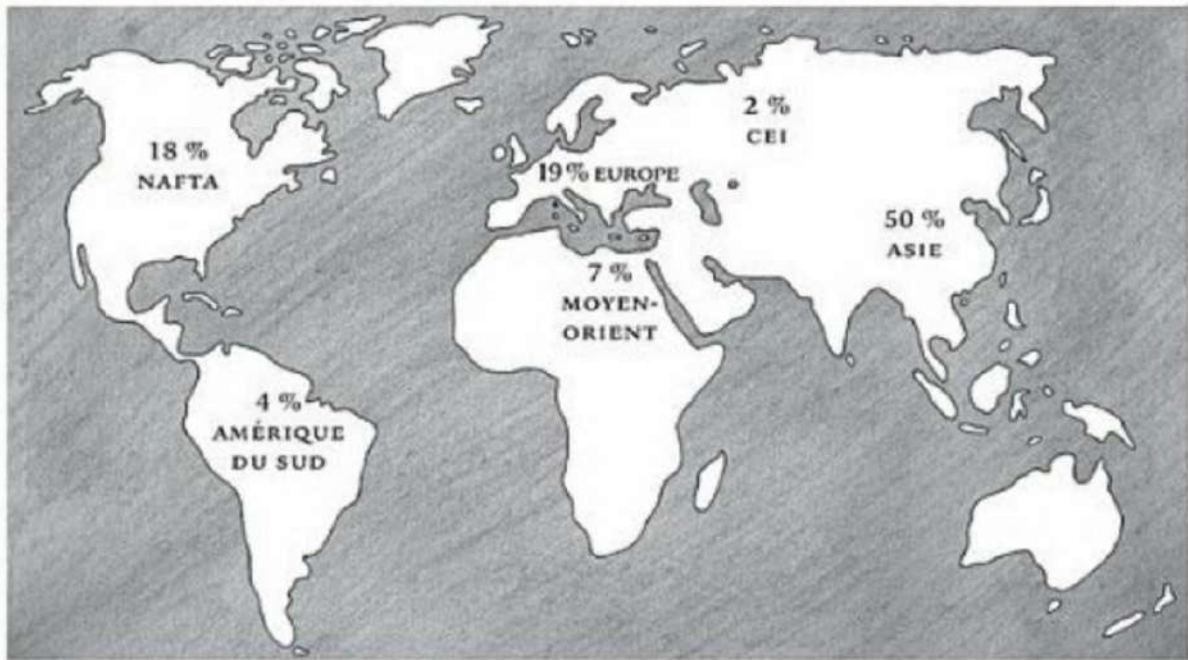 18 %
NAFTA
2 %
CEI
19 % EUROPE
50 %
ASIE
7 %
MOYEN-
ORIENT
4 %
AMÉRIQUE
DU SUD